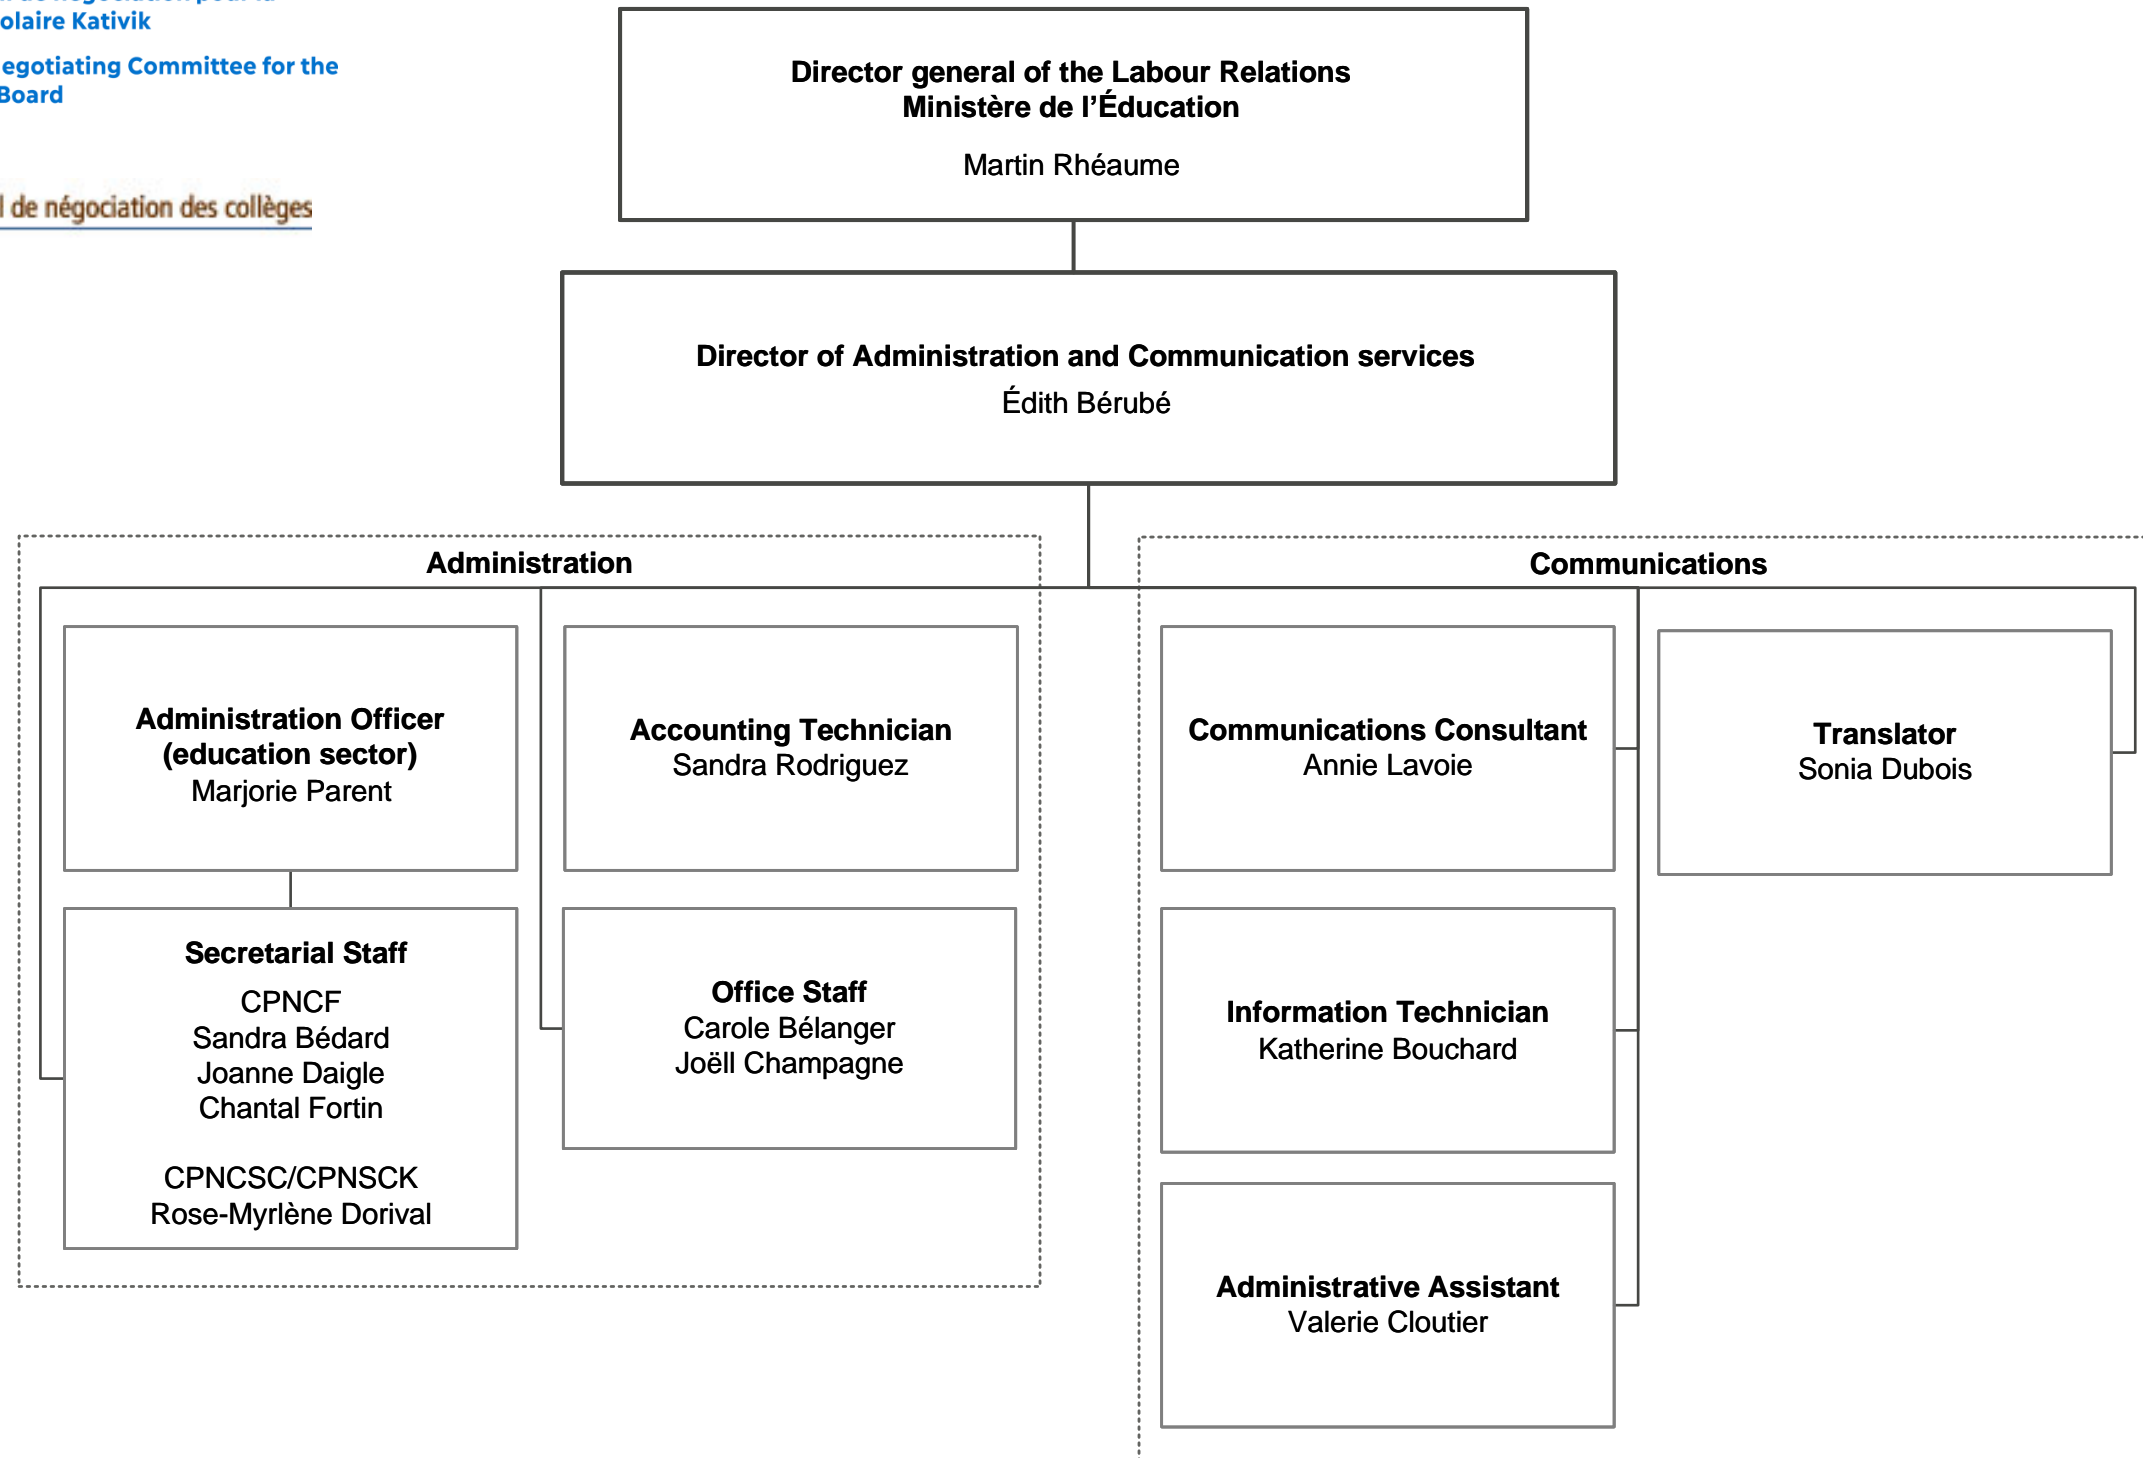 de négociation pour la
olaire Kativik
egotiating Committee for the
Board
de négociation des collèges
Director general of the Labour Relations
Ministère de l’Éducation
Martin Rhéaume
Director of Administration and Communication services
Édith Bérubé
Administration
Communications
Administration Officer
(education sector)
Marjorie Parent
Accounting Technician
Sandra Rodriguez
Communications Consultant
Annie Lavoie
Translator
Sonia Dubois
Secretarial Staff
CPNCF
Sandra Bédard
Joanne Daigle
Chantal Fortin
CPNCSC/CPNSCK
Rose-Myrlène Dorival
Office Staff
Carole Bélanger
Joëll Champagne
Information Technician
Katherine Bouchard
Administrative Assistant
Valerie Cloutier